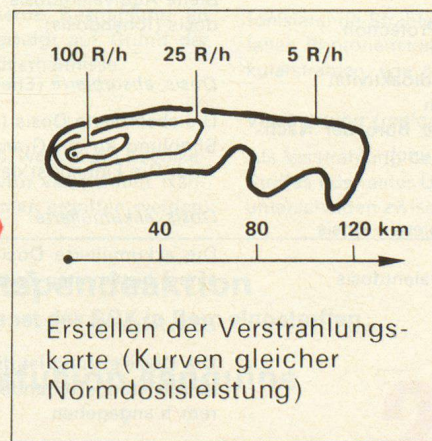 100 R/h 25 R/h 5 R/h
40 80 120 km
Erstellen der Verstrahlungs-
karte (Kurven gleicher
Normdosisleistung)